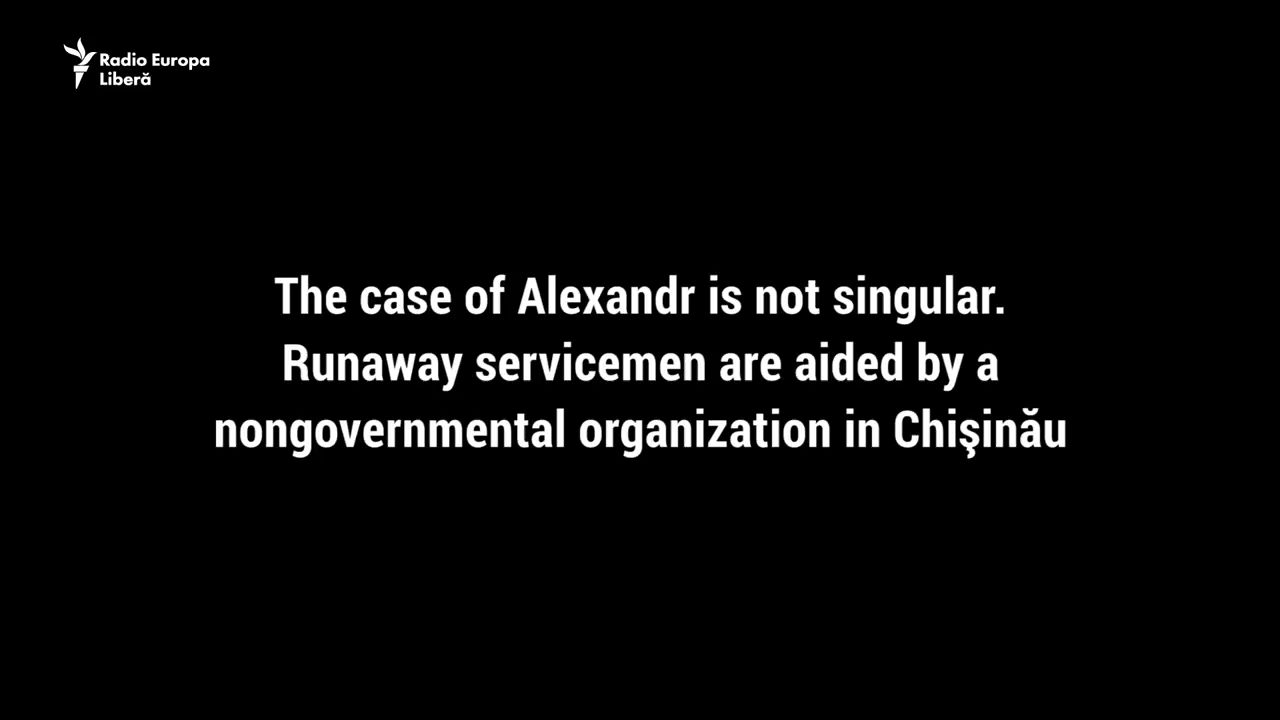 Radio Europa
Liberă
The case of Alexandr is not singular.
Runaway servicemen are aided by a
nongovernmental organization in Chişinău